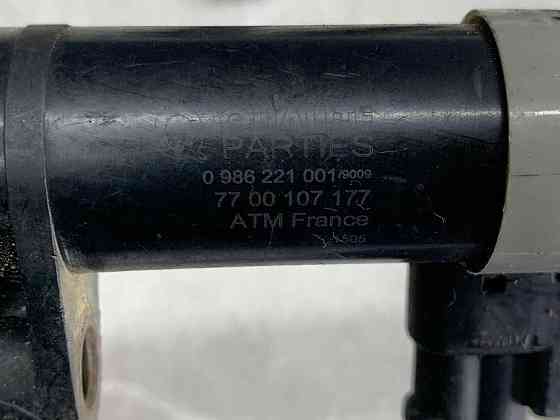 PARTIES
0 986 221 001/9009
77 00 107 177
ATM France